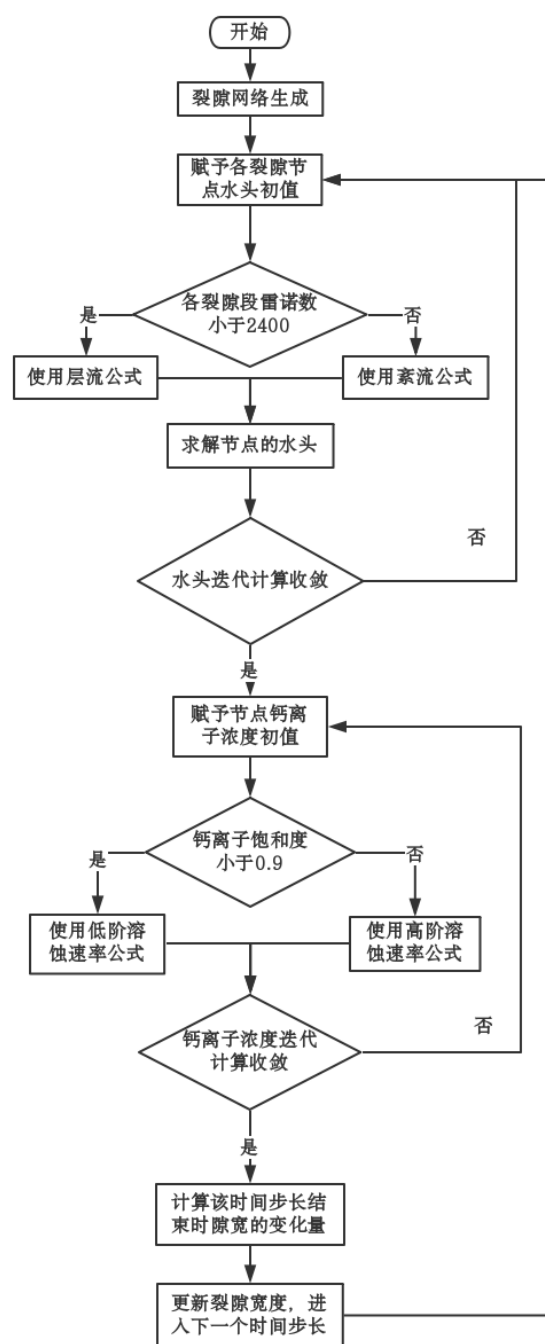 开始
裂隙网络生成
赋予各裂隙节
点水头初值
各裂隙段雷诺数
小于2400
是
否
使用层流公式
使用紊流公式
求解节点的水头
水头迭代计算收敛
否
是
赋予节点钙离
子浓度初值
钙离子饱和度
小于0.9
是
否
使用低阶溶
蚀速率公式
使用高阶溶
蚀速率公式
钙离子浓度迭代
计算收敛
否
是
计算该时间步长结
束时隙宽的变化量
更新裂隙宽度，进
入下一个时间步长